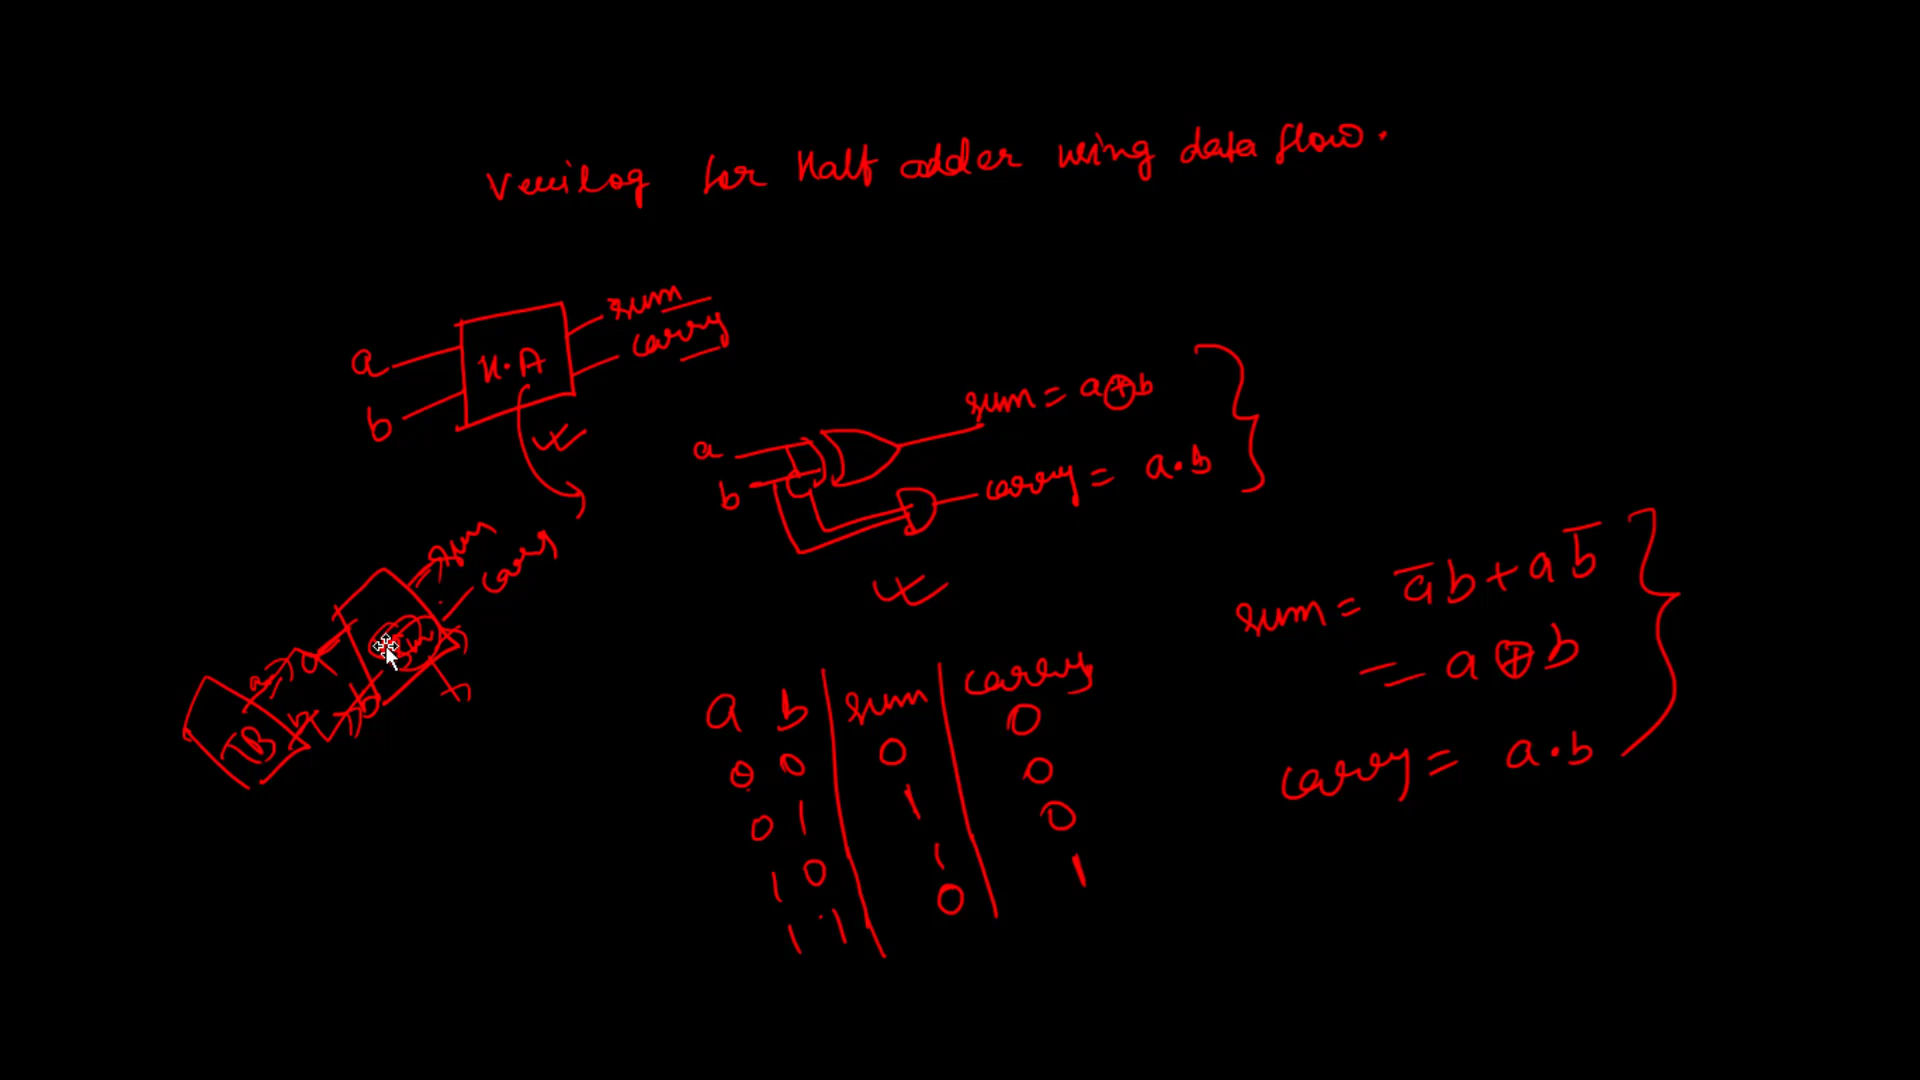 Verilog for Half adder using data flow.
a
b
H.A
sum
carry
a
b
sum = a⊕b
carry = a.b
sum
carry
a
b
TB
sum = a̅b + ab̅
= a⊕b
carry = a.b
a b sum carry
0 0 0 0
0 1 1 0
1 0 1 0
1 1 0 1